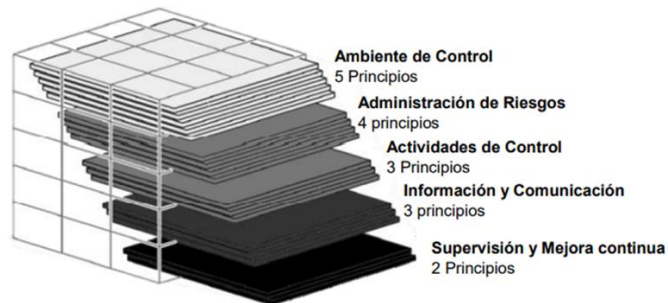 Ambiente de Control
5 Principios
Administración de Riesgos
4 principios
Actividades de Control
3 Principios
Información y Comunicación
3 principios
Supervisión y Mejora continua
2 Principios